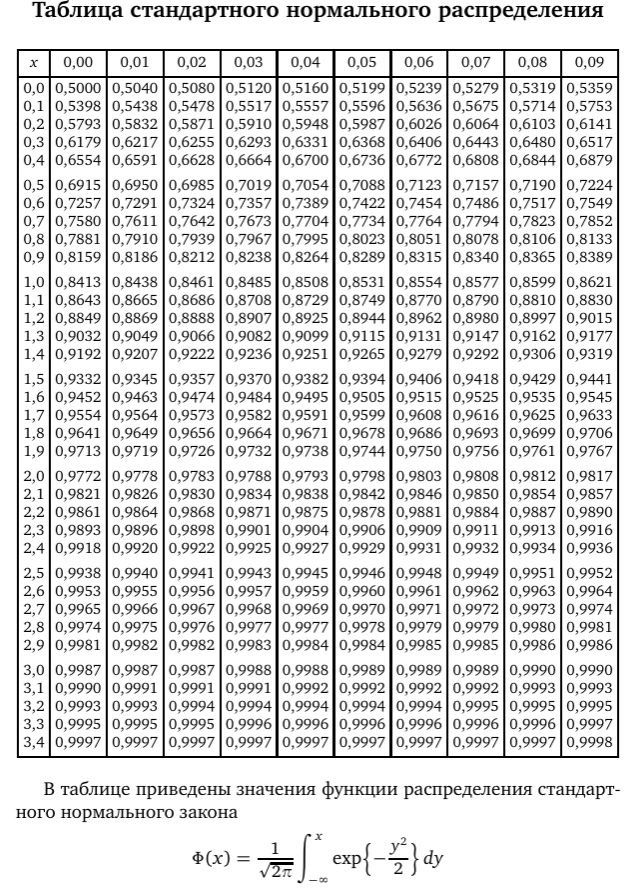 Таблица стандартного нормального распределения
x 0,00 0,01 0,02 0,03 0,04 0,05 0,06 0,07 0,08 0,09
0,0 0,5000 0,5040 0,5080 0,5120 0,5160 0,5199 0,5239 0,5279 0,5319 0,5359
0,1 0,5398 0,5438 0,5478 0,5517 0,5557 0,5596 0,5636 0,5675 0,5714 0,5753
0,2 0,5793 0,5832 0,5871 0,5910 0,5948 0,5987 0,6026 0,6064 0,6103 0,6141
0,3 0,6179 0,6217 0,6255 0,6293 0,6331 0,6368 0,6406 0,6443 0,6480 0,6517
0,4 0,6554 0,6591 0,6628 0,6664 0,6700 0,6736 0,6772 0,6808 0,6844 0,6879
0,5 0,6915 0,6950 0,6985 0,7019 0,7054 0,7088 0,7123 0,7157 0,7190 0,7224
0,6 0,7257 0,7291 0,7324 0,7357 0,7389 0,7422 0,7454 0,7486 0,7517 0,7549
0,7 0,7580 0,7611 0,7642 0,7673 0,7704 0,7734 0,7764 0,7794 0,7823 0,7852
0,8 0,7881 0,7910 0,7939 0,7967 0,7995 0,8023 0,8051 0,8078 0,8106 0,8133
0,9 0,8159 0,8186 0,8212 0,8238 0,8264 0,8289 0,8315 0,8340 0,8365 0,8389
1,0 0,8413 0,8438 0,8461 0,8485 0,8508 0,8531 0,8554 0,8577 0,8599 0,8621
1,1 0,8643 0,8665 0,8686 0,8708 0,8729 0,8749 0,8770 0,8790 0,8810 0,8830
1,2 0,8849 0,8869 0,8888 0,8907 0,8925 0,8944 0,8962 0,8980 0,8997 0,9015
1,3 0,9032 0,9049 0,9066 0,9082 0,9099 0,9115 0,9131 0,9147 0,9162 0,9177
1,4 0,9192 0,9207 0,9222 0,9236 0,9251 0,9265 0,9279 0,9292 0,9306 0,9319
1,5 0,9332 0,9345 0,9357 0,9370 0,9382 0,9394 0,9406 0,9418 0,9429 0,9441
1,6 0,9452 0,9463 0,9474 0,9484 0,9495 0,9505 0,9515 0,9525 0,9535 0,9545
1,7 0,9554 0,9564 0,9573 0,9582 0,9591 0,9599 0,9608 0,9616 0,9625 0,9633
1,8 0,9641 0,9649 0,9656 0,9664 0,9671 0,9678 0,9686 0,9693 0,9699 0,9706
1,9 0,9713 0,9719 0,9726 0,9732 0,9738 0,9744 0,9750 0,9756 0,9761 0,9767
2,0 0,9772 0,9778 0,9783 0,9788 0,9793 0,9798 0,9803 0,9808 0,9812 0,9817
2,1 0,9821 0,9826 0,9830 0,9834 0,9838 0,9842 0,9846 0,9850 0,9854 0,9857
2,2 0,9861 0,9864 0,9868 0,9871 0,9875 0,9878 0,9881 0,9884 0,9887 0,9890
2,3 0,9893 0,9896 0,9898 0,9901 0,9904 0,9906 0,9909 0,9911 0,9913 0,9916
2,4 0,9918 0,9920 0,9922 0,9925 0,9927 0,9929 0,9931 0,9932 0,9934 0,9936
2,5 0,9938 0,9940 0,9941 0,9943 0,9945 0,9946 0,9948 0,9949 0,9951 0,9952
2,6 0,9953 0,9955 0,9956 0,9957 0,9959 0,9960 0,9961 0,9962 0,9963 0,9964
2,7 0,9965 0,9966 0,9967 0,9968 0,9969 0,9970 0,9971 0,9972 0,9973 0,9974
2,8 0,9974 0,9975 0,9976 0,9977 0,9977 0,9978 0,9979 0,9979 0,9980 0,9981
2,9 0,9981 0,9982 0,9982 0,9983 0,9984 0,9984 0,9985 0,9985 0,9986 0,9986
3,0 0,9987 0,9987 0,9987 0,9988 0,9988 0,9989 0,9989 0,9989 0,9990 0,9990
3,1 0,9990 0,9991 0,9991 0,9991 0,9992 0,9992 0,9992 0,9992 0,9993 0,9993
3,2 0,9993 0,9993 0,9994 0,9994 0,9994 0,9994 0,9994 0,9995 0,9995 0,9995
3,3 0,9995 0,9995 0,9995 0,9996 0,9996 0,9996 0,9996 0,9996 0,9996 0,9997
3,4 0,9997 0,9997 0,9997 0,9997 0,9997 0,9997 0,9997 0,9997 0,9997 0,9998
В таблице приведены значения функции распределения стандарт-
ного нормального закона
Φ(x) = 1/√2π ∫_{−∞}^{x} exp{−y²/2} dy